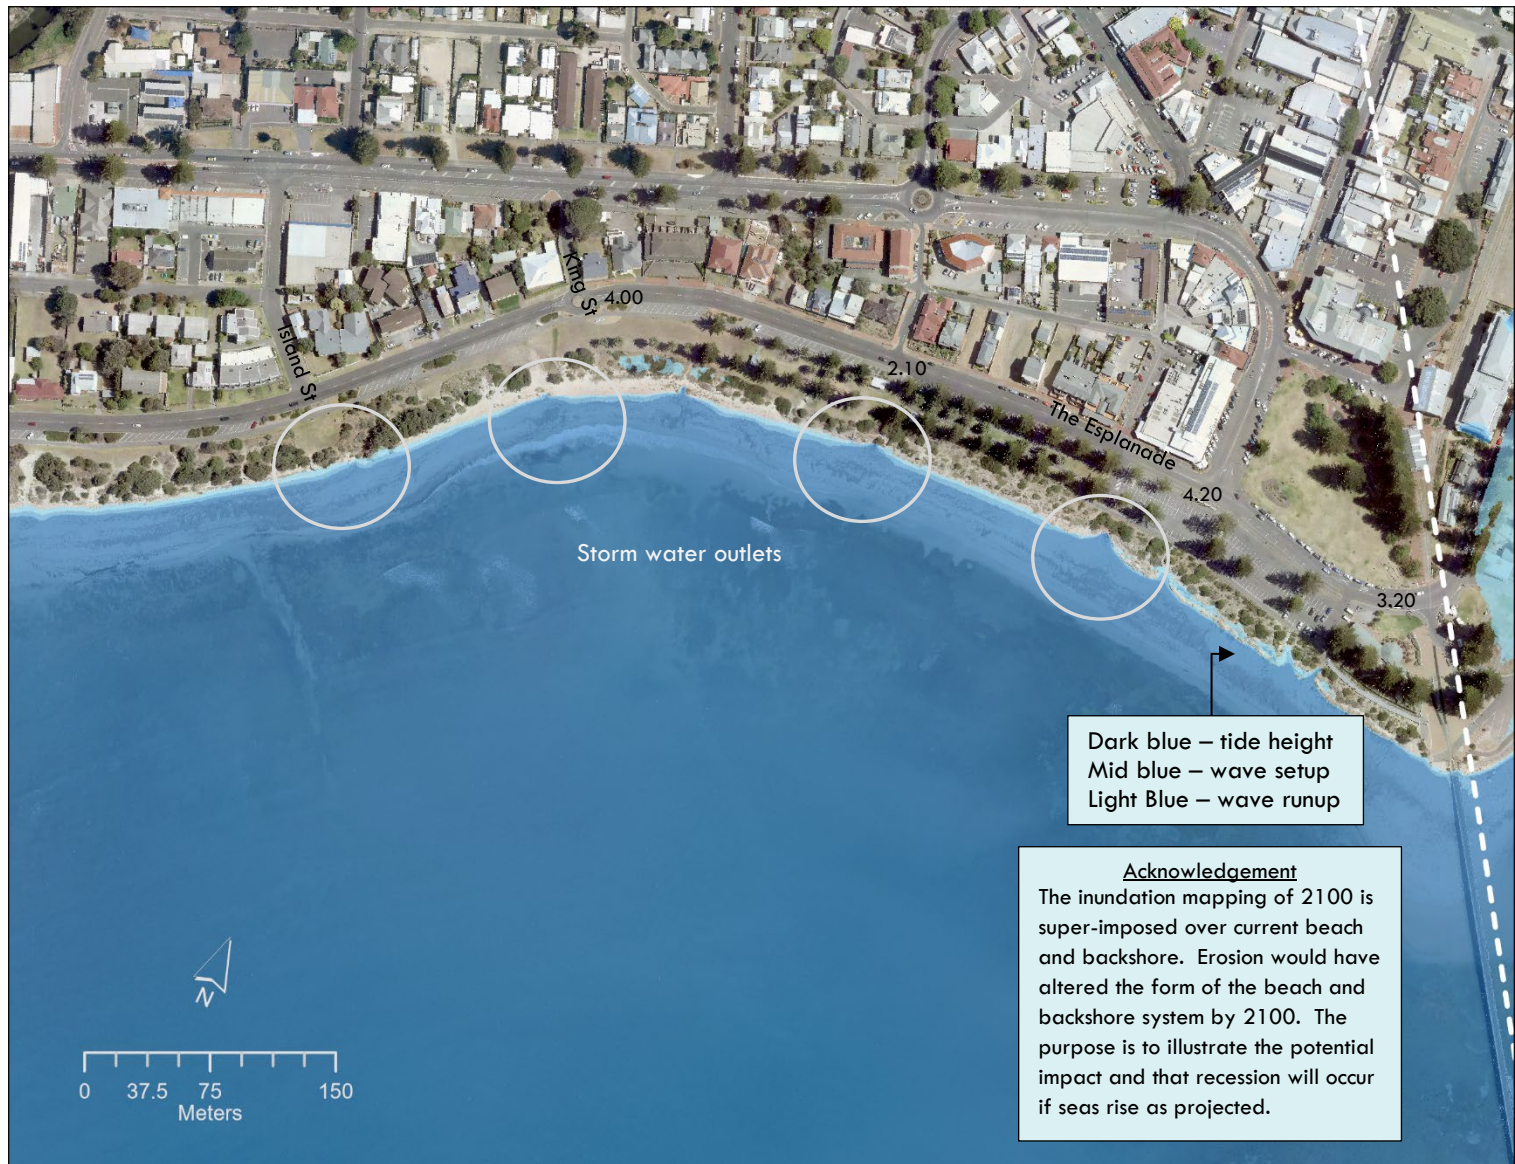 King St
4.00
Island St
2.10
The Esplanade
4.20
Storm water outlets
3.20
Dark blue – tide height
Mid blue – wave setup
Light Blue – wave runup
Acknowledgement
The inundation mapping of 2100 is
super-imposed over current beach
and backshore. Erosion would have
altered the form of the beach and
backshore system by 2100. The
purpose is to illustrate the potential
impact and that recession will occur
if seas rise as projected.
N
0 37.5 75 150
Meters